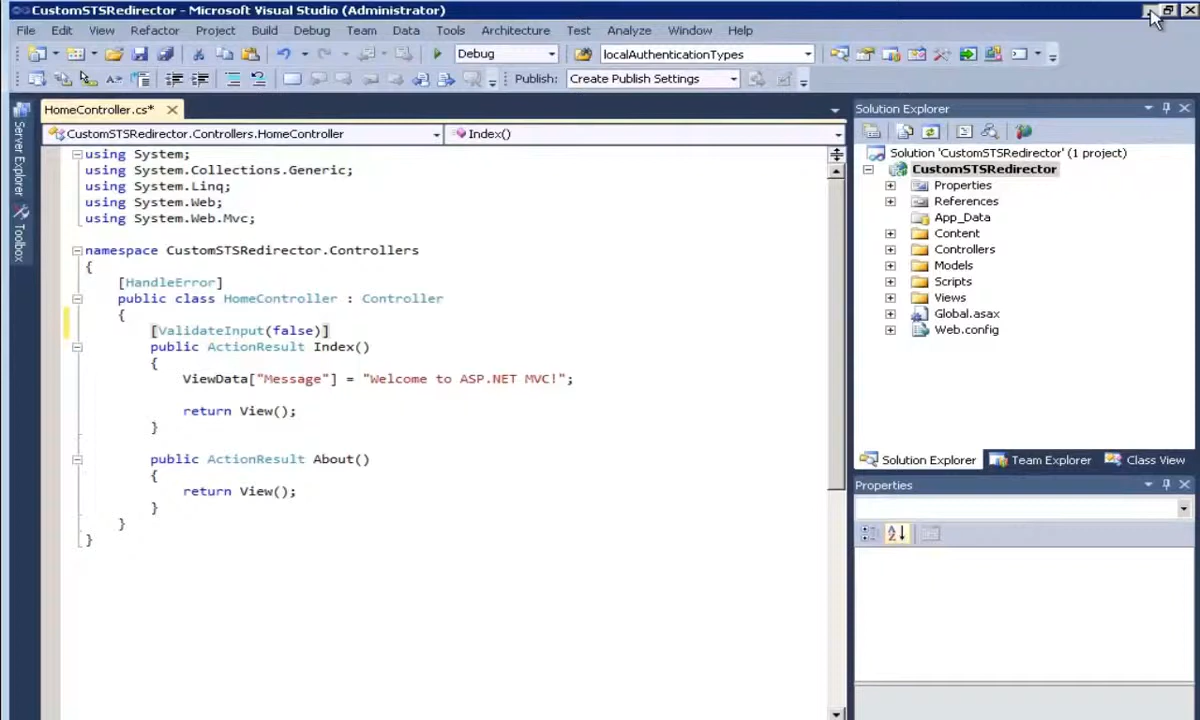 CustomSTSRedirector - Microsoft Visual Studio (Administrator)
File Edit View Refactor Project Build Debug Team Data Tools Architecture Test Analyze Window Help
Debug localAuthenticationTypes
Publish: Create Publish Settings
HomeController.cs*
CustomSTSRedirector.Controllers.HomeController Index()
Server Explorer
Toolbox
using System;
using System.Collections.Generic;
using System.Linq;
using System.Web;
using System.Web.Mvc;
namespace CustomSTSRedirector.Controllers
{
[HandleError]
public class HomeController : Controller
{
[ValidateInput(false)]
public ActionResult Index()
{
ViewData["Message"] = "Welcome to ASP.NET MVC!";
return View();
}
public ActionResult About()
{
return View();
}
}
}
Solution Explorer
Solution 'CustomSTSRedirector' (1 project)
CustomSTSRedirector
Properties
References
App_Data
Content
Controllers
Models
Scripts
Views
Global.asax
Web.config
Solution Explorer Team Explorer Class View
Properties